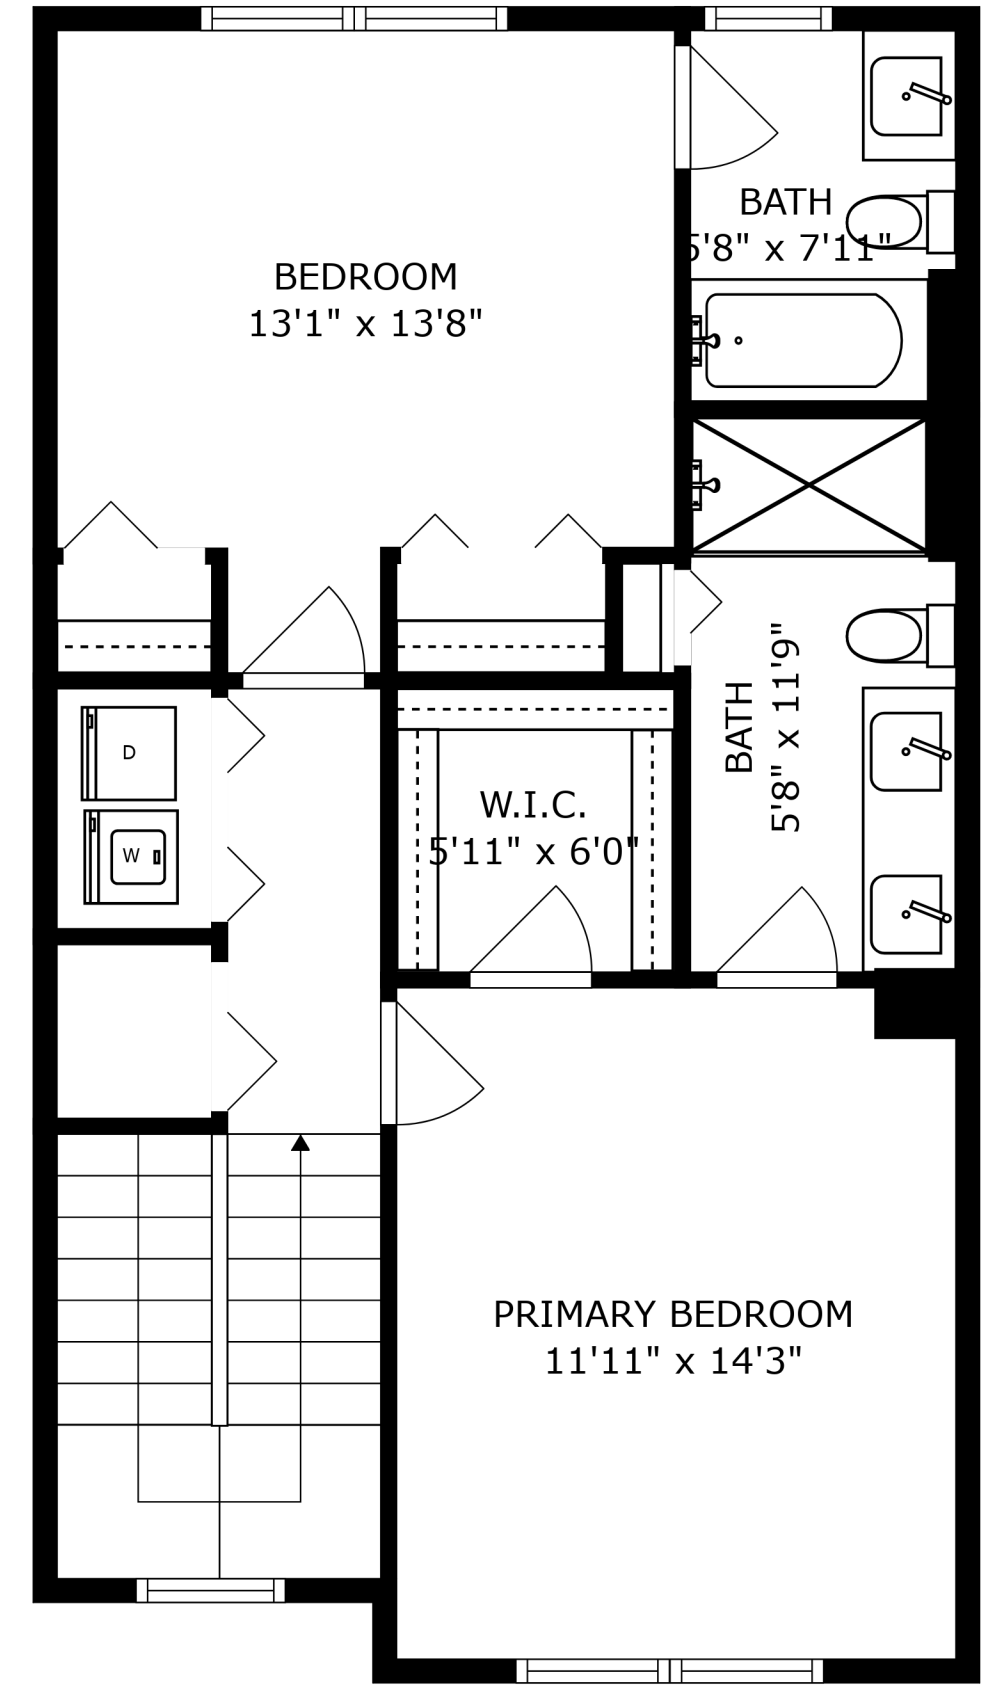 BEDROOM
13'1" x 13'8"
BATH
5'8" x 7'11"
BATH
5'8" x 11'9"
D
W
W.I.C.
5'11" x 6'0"
PRIMARY BEDROOM
11'11" x 14'3"